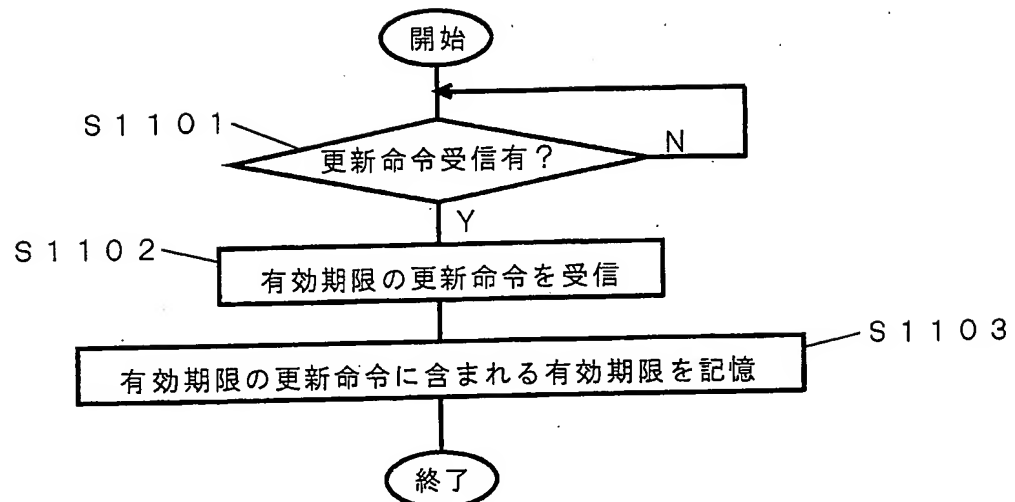 開始
S1101
更新命令受信有?
N
Y
S1102
有効期限の更新命令を受信
S1103
有効期限の更新命令に含まれる有効期限を記憶
終了